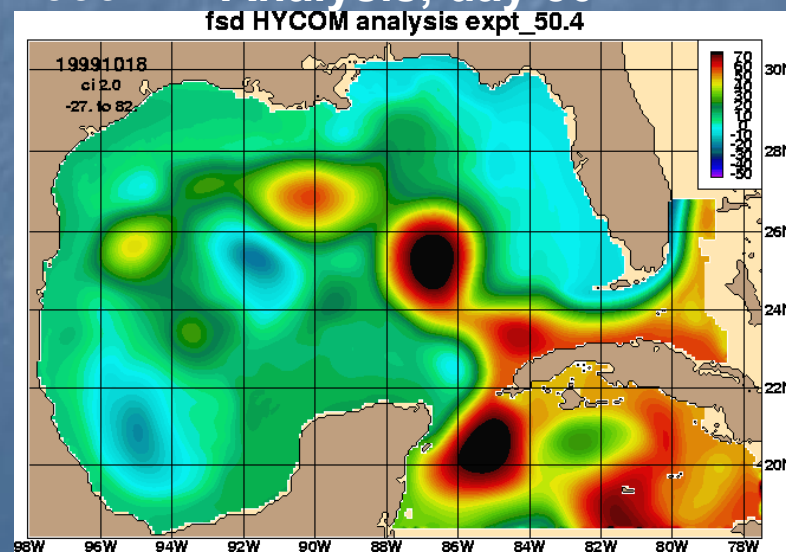 Analysis, day
fsd HYCOM analysis expt_50.4
19991018
ci 2.0
-27. to 82.
70
60
50
40
30
20
10
0
-10
-20
-30
-40
-50
30N
28N
26N
24N
22N
20N
98W 96W 94W 92W 90W 88W 86W 84W 82W 80W 78W